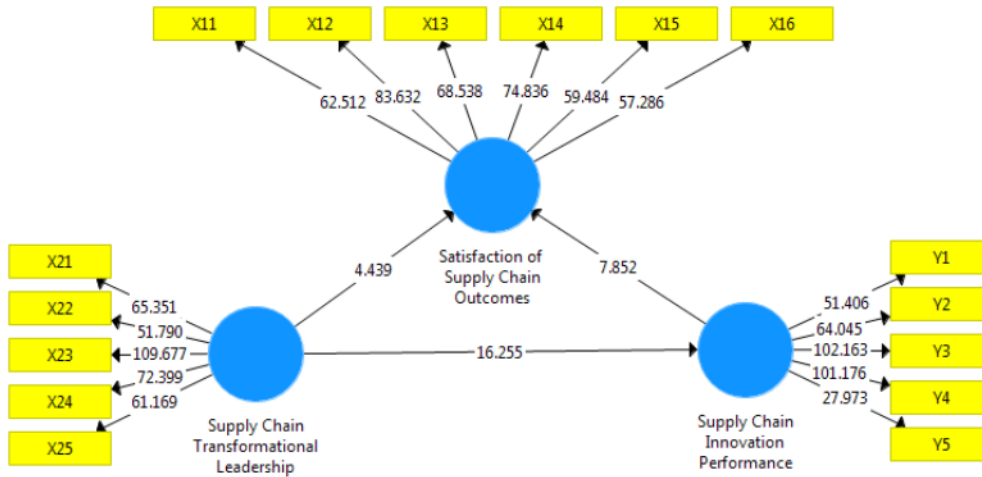 X11 X12 X13 X14 X15 X16
62.512 83.632 68.538 74.836 59.484 57.286
Satisfaction of
Supply Chain
Outcomes
4.439 7.852
X21
X22
X23
X24
X25
65.351
51.790
109.677
72.399
61.169
Supply Chain
Transformational
Leadership
16.255
Y1
Y2
Y3
Y4
Y5
51.406
64.045
102.163
101.176
27.973
Supply Chain
Innovation
Performance